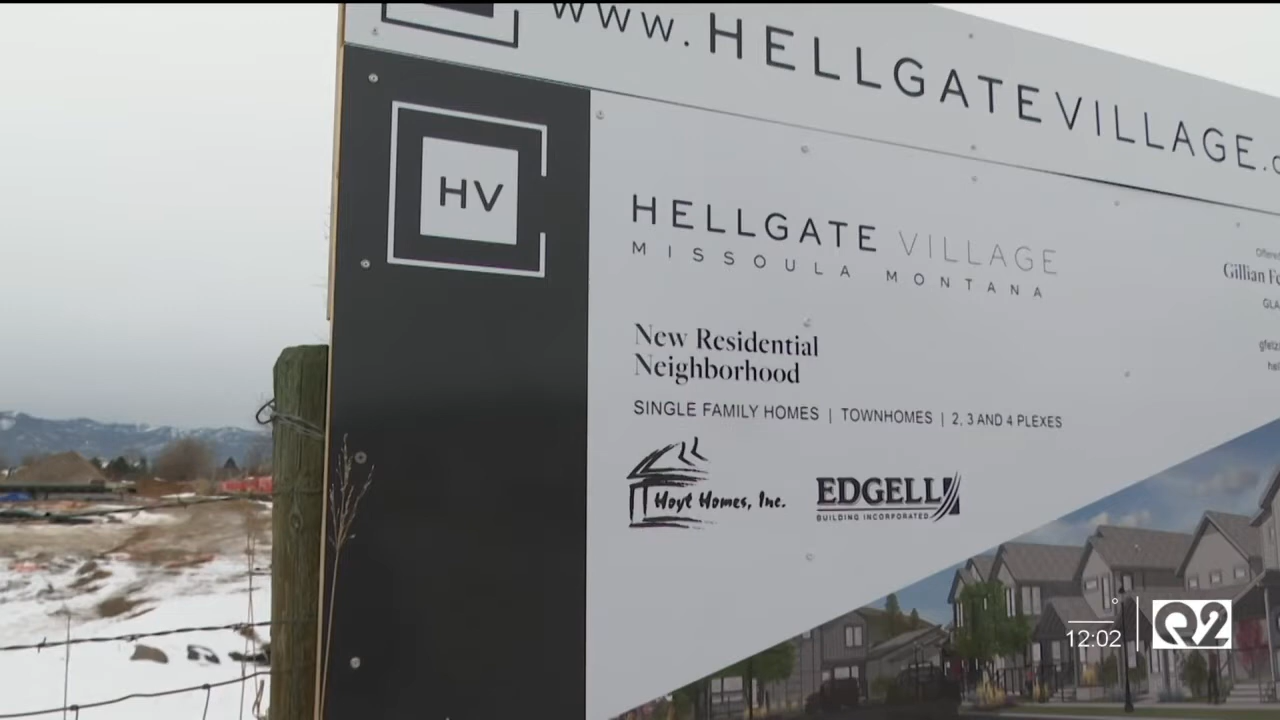 www.HELLGATEVILLAGE.
HV
HELLGATE VILLAGE
MISSOULA MONTANA
New Residential
Neighborhood
SINGLE FAMILY HOMES | TOWNHOMES | 2, 3 AND 4 PLEXES
Hoyt Homes, Inc.
EDGELL
BUILDING INCORPORATED
Gillian
°
12:02
Q2